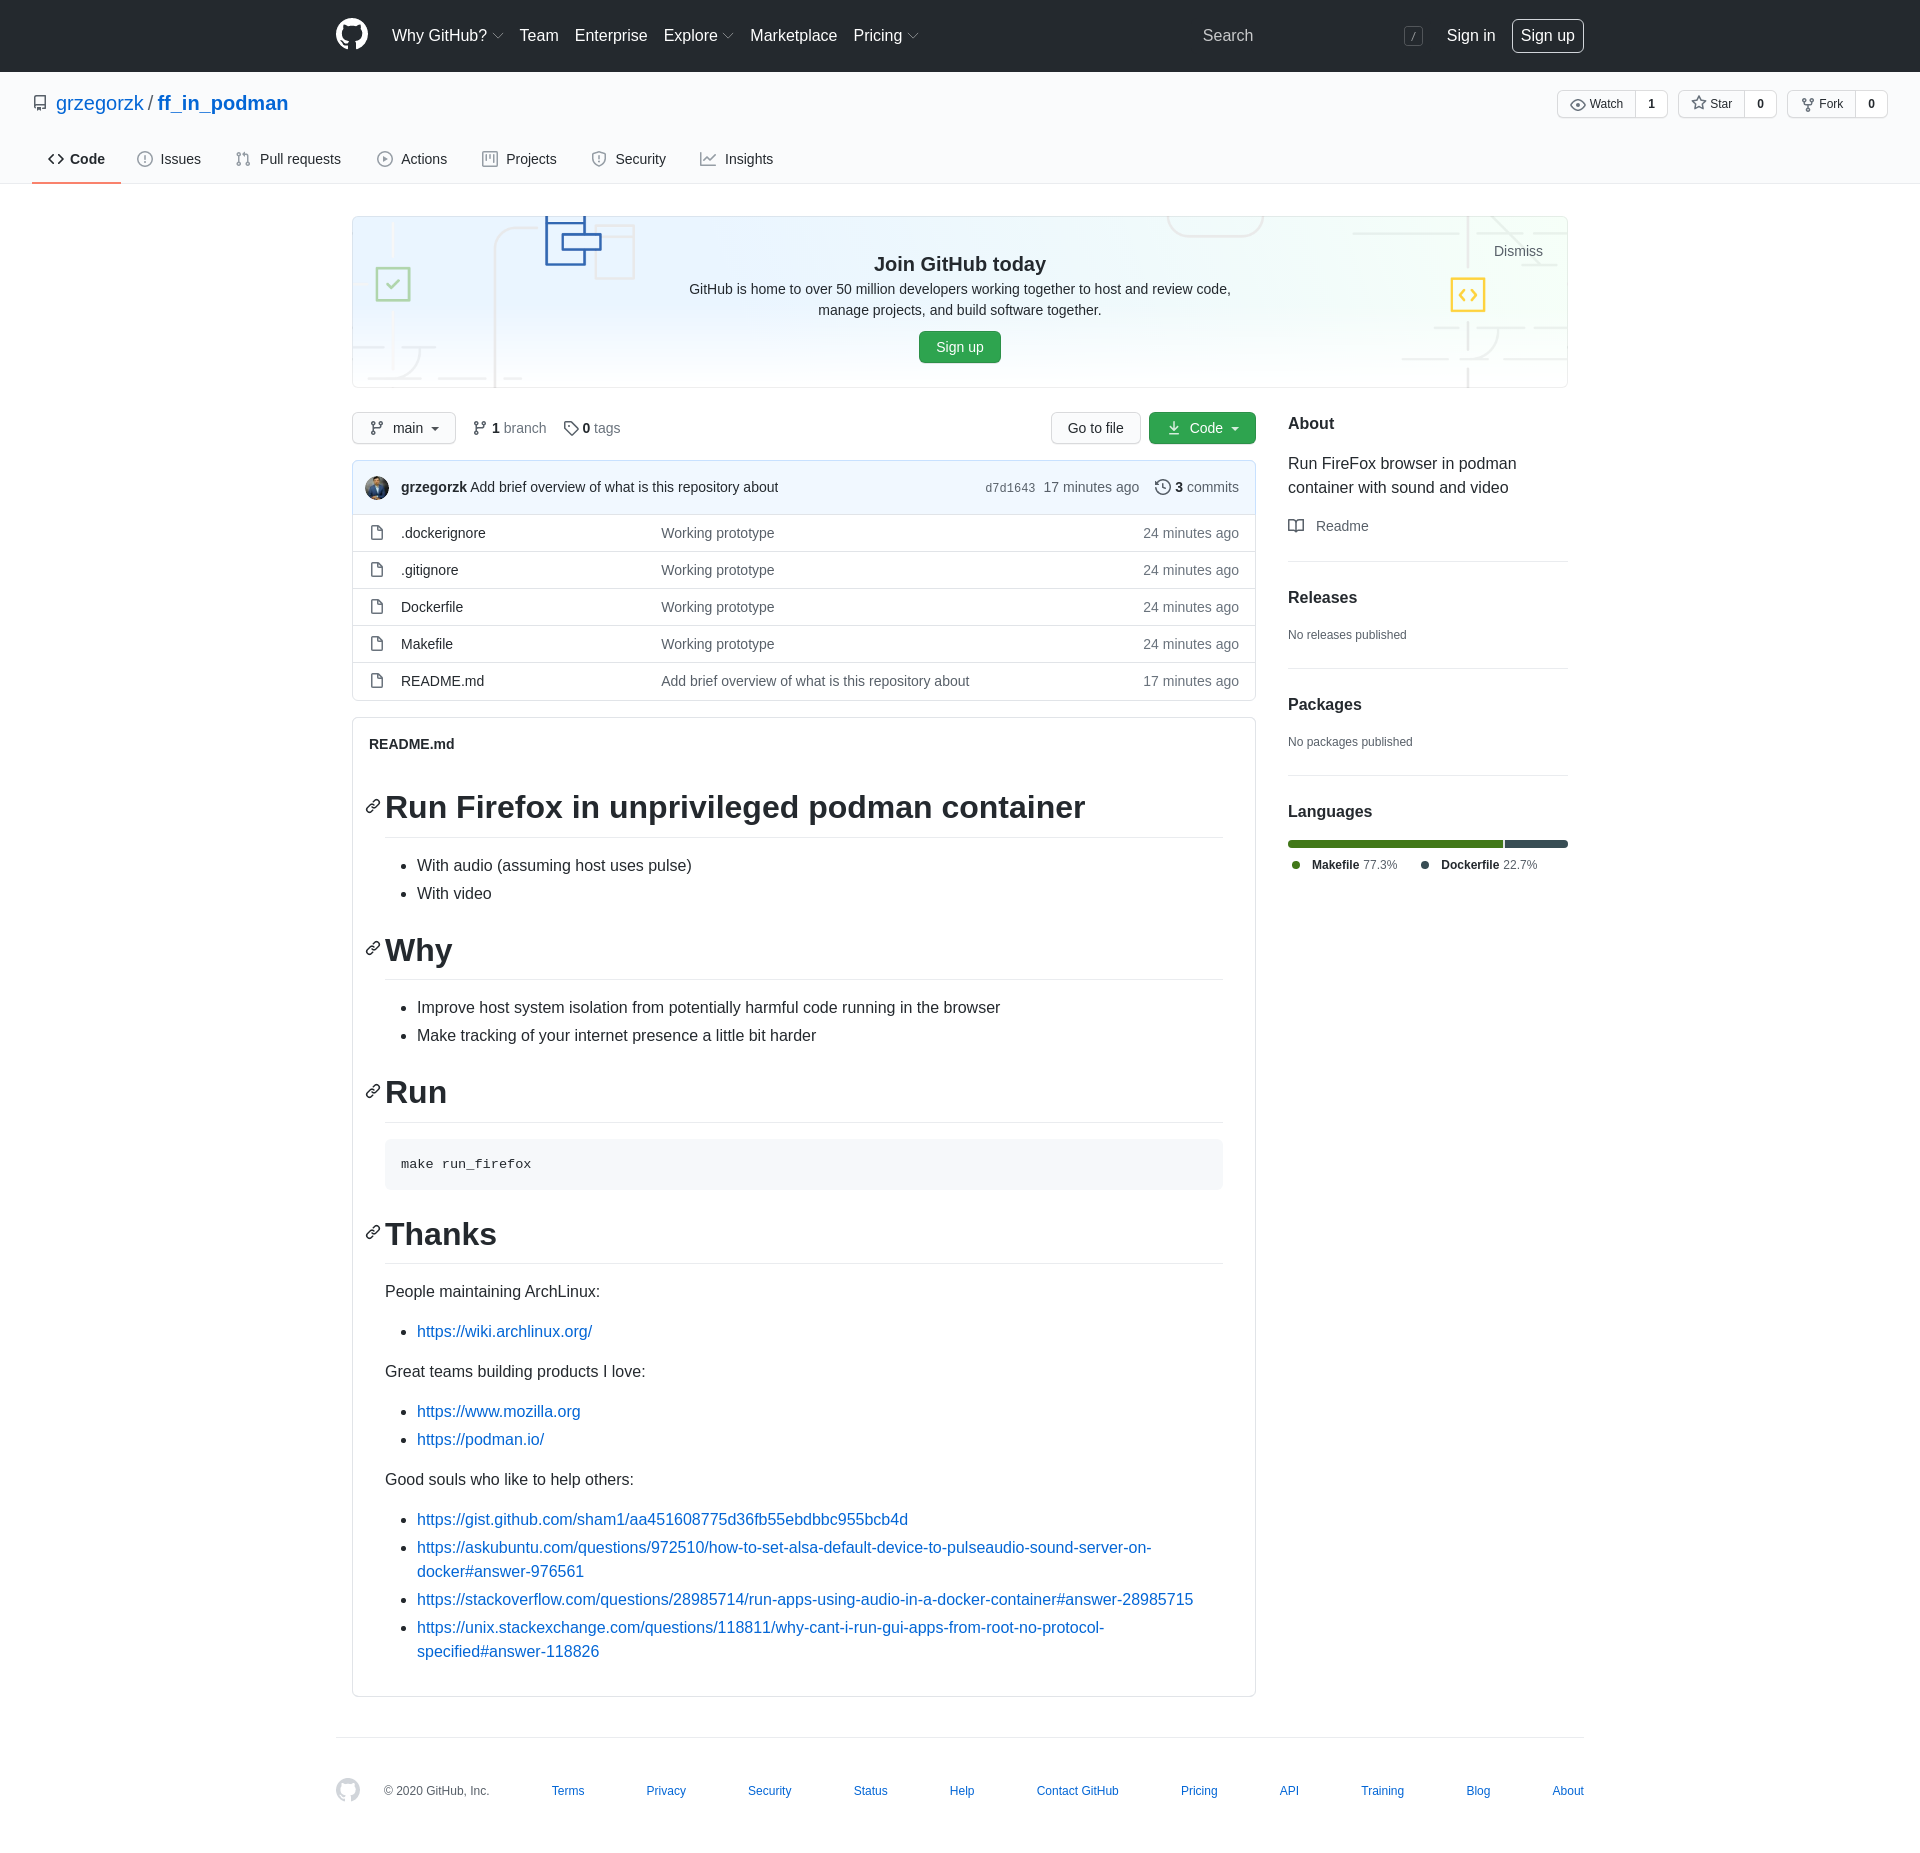 Why GitHub? Team Enterprise Explore Marketplace Pricing Search / Sign in Sign up
grzegorzk / ff_in_podman Watch 1 Star 0 Fork 0
Code Issues Pull requests Actions Projects Security Insights
Dismiss
Join GitHub today
GitHub is home to over 50 million developers working together to host and review code,
manage projects, and build software together.
Sign up
main 1 branch 0 tags Go to file Code
grzegorzk Add brief overview of what is this repository about d7d1643 17 minutes ago 3 commits
.dockerignore Working prototype 24 minutes ago
.gitignore Working prototype 24 minutes ago
Dockerfile Working prototype 24 minutes ago
Makefile Working prototype 24 minutes ago
README.md Add brief overview of what is this repository about 17 minutes ago
README.md
Run Firefox in unprivileged podman container
With audio (assuming host uses pulse)
With video
Why
Improve host system isolation from potentially harmful code running in the browser
Make tracking of your internet presence a little bit harder
Run
make run_firefox
Thanks
People maintaining ArchLinux:
https://wiki.archlinux.org/
Great teams building products I love:
https://www.mozilla.org
https://podman.io/
Good souls who like to help others:
https://gist.github.com/sham1/aa451608775d36fb55ebdbbc955bcb4d
https://askubuntu.com/questions/972510/how-to-set-alsa-default-device-to-pulseaudio-sound-server-on-
docker#answer-976561
https://stackoverflow.com/questions/28985714/run-apps-using-audio-in-a-docker-container#answer-28985715
https://unix.stackexchange.com/questions/118811/why-cant-i-run-gui-apps-from-root-no-protocol-
specified#answer-118826
About
Run FireFox browser in podman
container with sound and video
Readme
Releases
No releases published
Packages
No packages published
Languages
Makefile 77.3% Dockerfile 22.7%
© 2020 GitHub, Inc. Terms Privacy Security Status Help Contact GitHub Pricing API Training Blog About